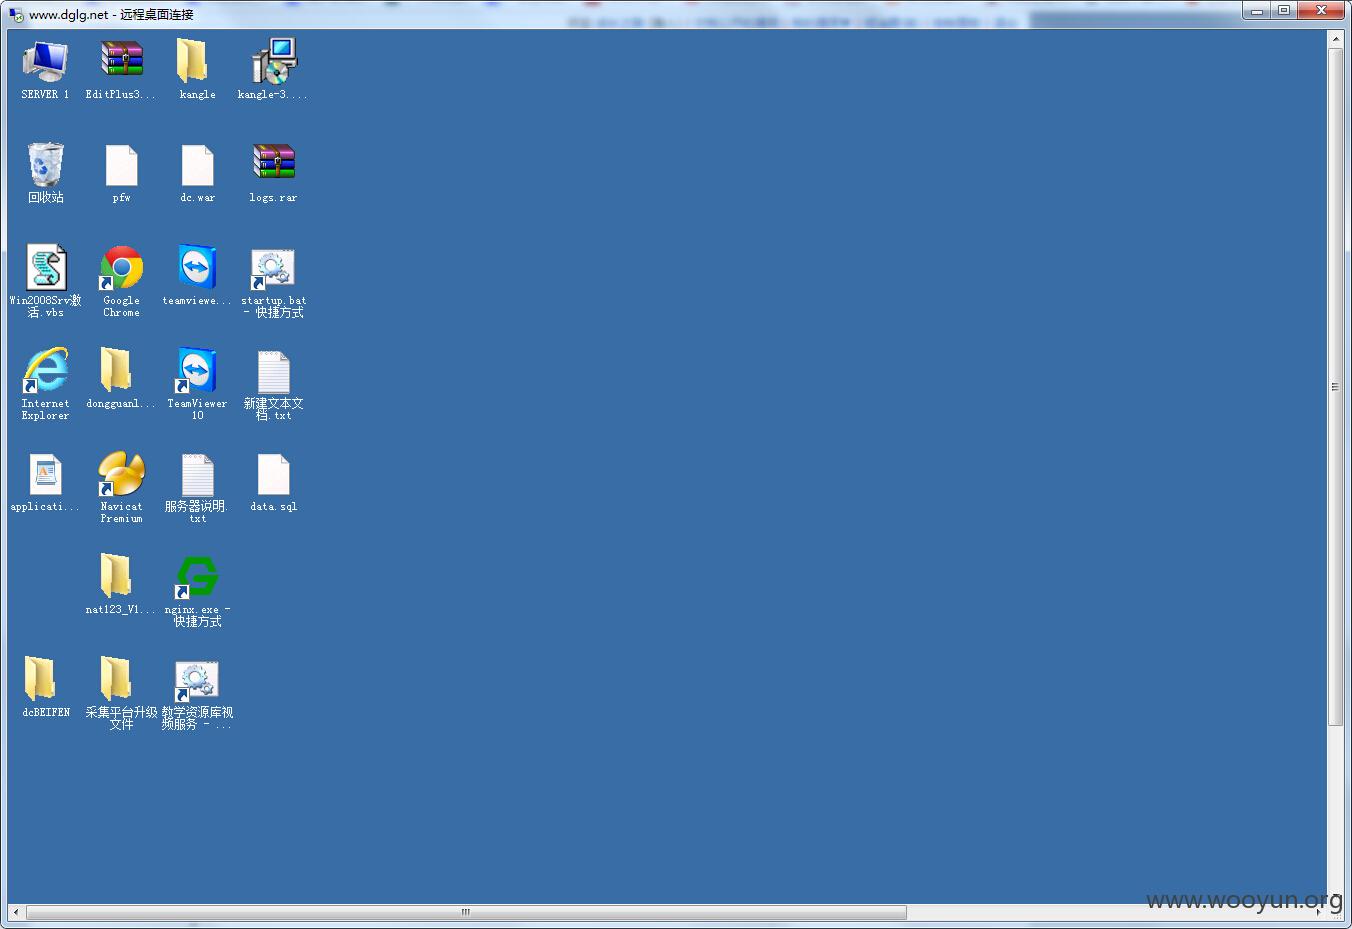 www.dglg.net - 远程桌面连接
SERVER 1
EditPlus3...
kangle
kangle-3....
回收站
pfw
dc.war
logs.rar
Win2008Srv激
活.vbs
Google
Chrome
teamviewe...
startup.bat
- 快捷方式
Internet
Explorer
dongguanl...
TeamViewer
10
新建文本文
档.txt
applicati...
Navicat
Premium
服务器说明.
txt
data.sql
nat123_V1...
nginx.exe -
快捷方式
dcBEIFEN
采集平台升级
文件
教学资源库视
频服务 - ...
www.wooyun.org